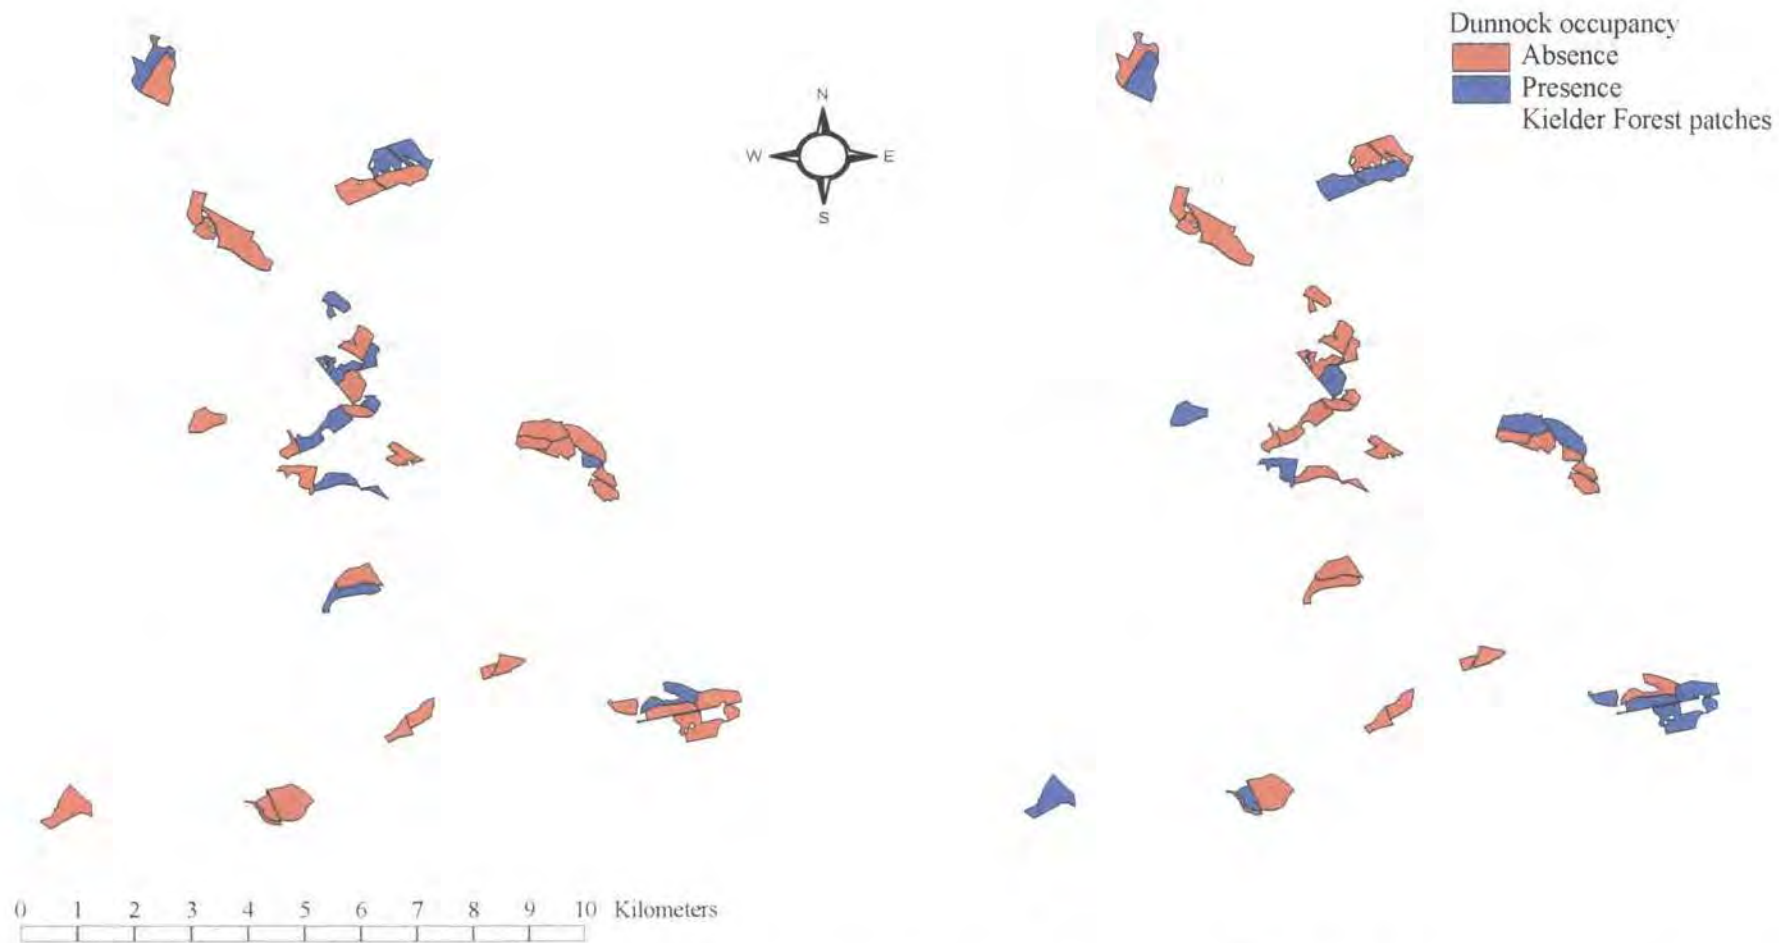 Dunnock occupancy
Absence
Presence
Kielder Forest patches
N
W E
S
0 1 2 3 4 5 6 7 8 9 10 Kilometers